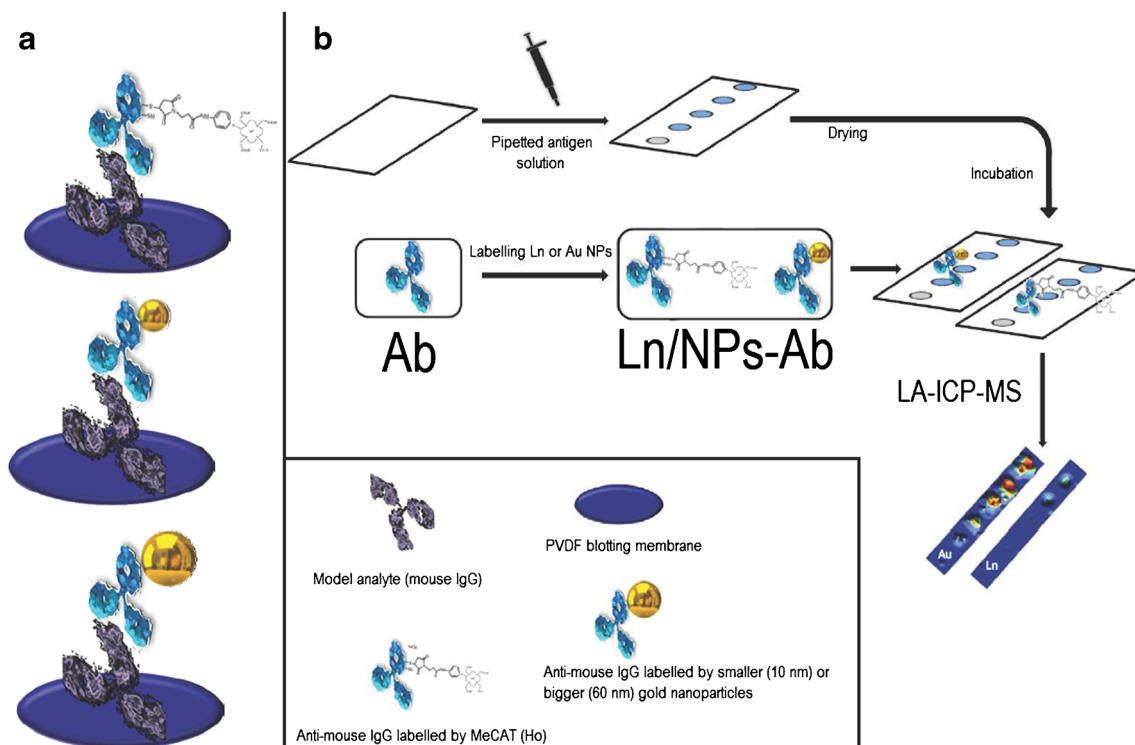 a
b
Pipetted antigen
solution
Drying
Incubation
Labelling Ln or Au NPs
Ab
Ln/NPs-Ab
LA-ICP-MS
Au
Ln
Model analyte (mouse IgG)
PVDF blotting membrane
Anti-mouse IgG labelled by MeCAT (Ho)
Anti-mouse IgG labelled by smaller (10 nm) or
bigger (60 nm) gold nanoparticles